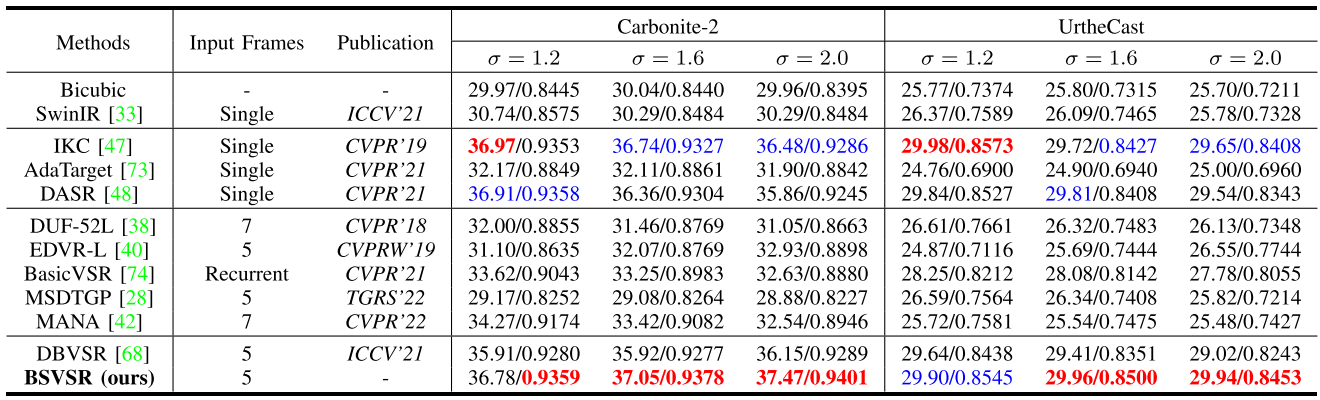 Methods Input Frames Publication Carbonite-2 UrtheCast
σ = 1.2 σ = 1.6 σ = 2.0 σ = 1.2 σ = 1.6 σ = 2.0
Bicubic - - 29.97/0.8445 30.04/0.8440 29.96/0.8395 25.77/0.7374 25.80/0.7315 25.70/0.7211
SwinIR [33] Single ICCV'21 30.74/0.8575 30.29/0.8484 30.29/0.8484 26.37/0.7589 26.09/0.7465 25.78/0.7328
IKC [47] Single CVPR'19 36.97/0.9353 36.74/0.9327 36.48/0.9286 29.98/0.8573 29.72/0.8427 29.65/0.8408
AdaTarget [73] Single CVPR'21 32.17/0.8849 32.11/0.8861 31.90/0.8842 24.76/0.6900 24.90/0.6940 25.00/0.6960
DASR [48] Single CVPR'21 36.91/0.9358 36.36/0.9304 35.86/0.9245 29.84/0.8527 29.81/0.8408 29.54/0.8343
DUF-52L [38] 7 CVPR'18 32.00/0.8855 31.46/0.8769 31.05/0.8663 26.61/0.7661 26.32/0.7483 26.13/0.7348
EDVR-L [40] 5 CVPRW'19 31.10/0.8635 32.07/0.8769 32.93/0.8898 24.87/0.7116 25.69/0.7444 26.55/0.7744
BasicVSR [74] Recurrent CVPR'21 33.62/0.9043 33.25/0.8983 32.63/0.8880 28.25/0.8212 28.08/0.8142 27.78/0.8055
MSDTGP [28] 5 TGRS'22 29.17/0.8252 29.08/0.8264 28.88/0.8227 26.59/0.7564 26.34/0.7408 25.82/0.7214
MANA [42] 7 CVPR'22 34.27/0.9174 33.42/0.9082 32.54/0.8946 25.72/0.7581 25.54/0.7475 25.48/0.7427
DBVSR [68] 5 ICCV'21 35.91/0.9280 35.92/0.9277 36.15/0.9289 29.64/0.8438 29.41/0.8351 29.02/0.8243
BSVSR (ours) 5 - 36.78/0.9359 37.05/0.9378 37.47/0.9401 29.90/0.8545 29.96/0.8500 29.94/0.8453